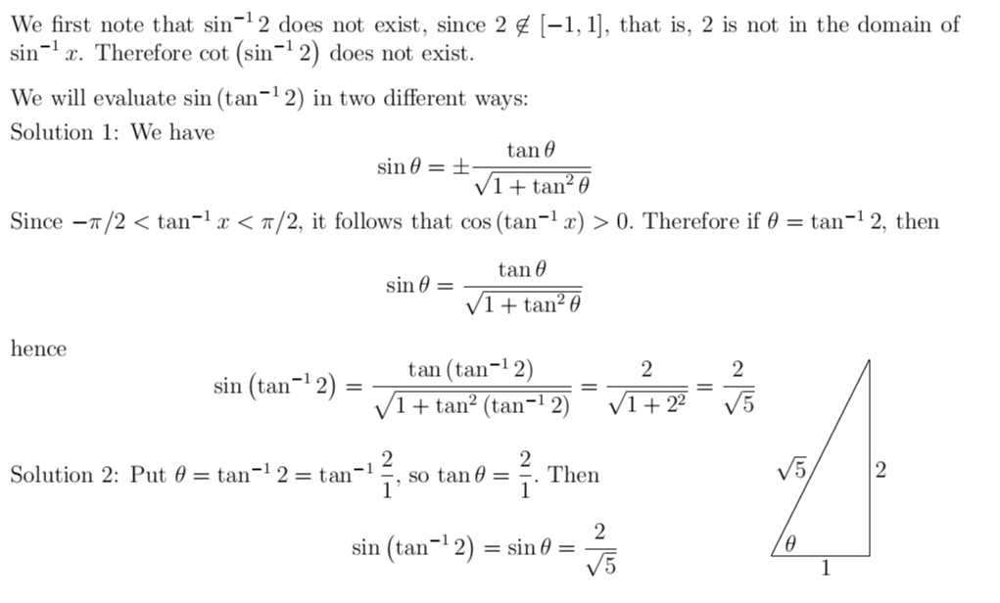 We first note that sin⁻¹ 2 does not exist, since 2 ∉ [−1, 1], that is, 2 is not in the domain of
sin⁻¹ x. Therefore cot (sin⁻¹ 2) does not exist.
We will evaluate sin (tan⁻¹ 2) in two different ways:
Solution 1: We have
sin θ = ± tan θ / √(1 + tan² θ)
Since −π/2 < tan⁻¹ x < π/2, it follows that cos (tan⁻¹ x) > 0. Therefore if θ = tan⁻¹ 2, then
sin θ = tan θ / √(1 + tan² θ)
hence
sin (tan⁻¹ 2) = tan (tan⁻¹ 2) / √(1 + tan² (tan⁻¹ 2)) = 2 / √(1 + 2²) = 2 / √5
Solution 2: Put θ = tan⁻¹ 2 = tan⁻¹ 2/1, so tan θ = 2/1. Then
sin (tan⁻¹ 2) = sin θ = 2 / √5
√5
2
θ
1